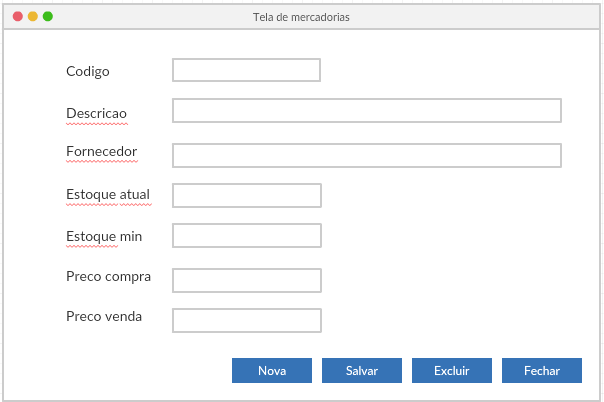 Tela de mercadorias
Codigo
Descricao
Fornecedor
Estoque atual
Estoque min
Preco compra
Preco venda
Nova Salvar Excluir Fechar